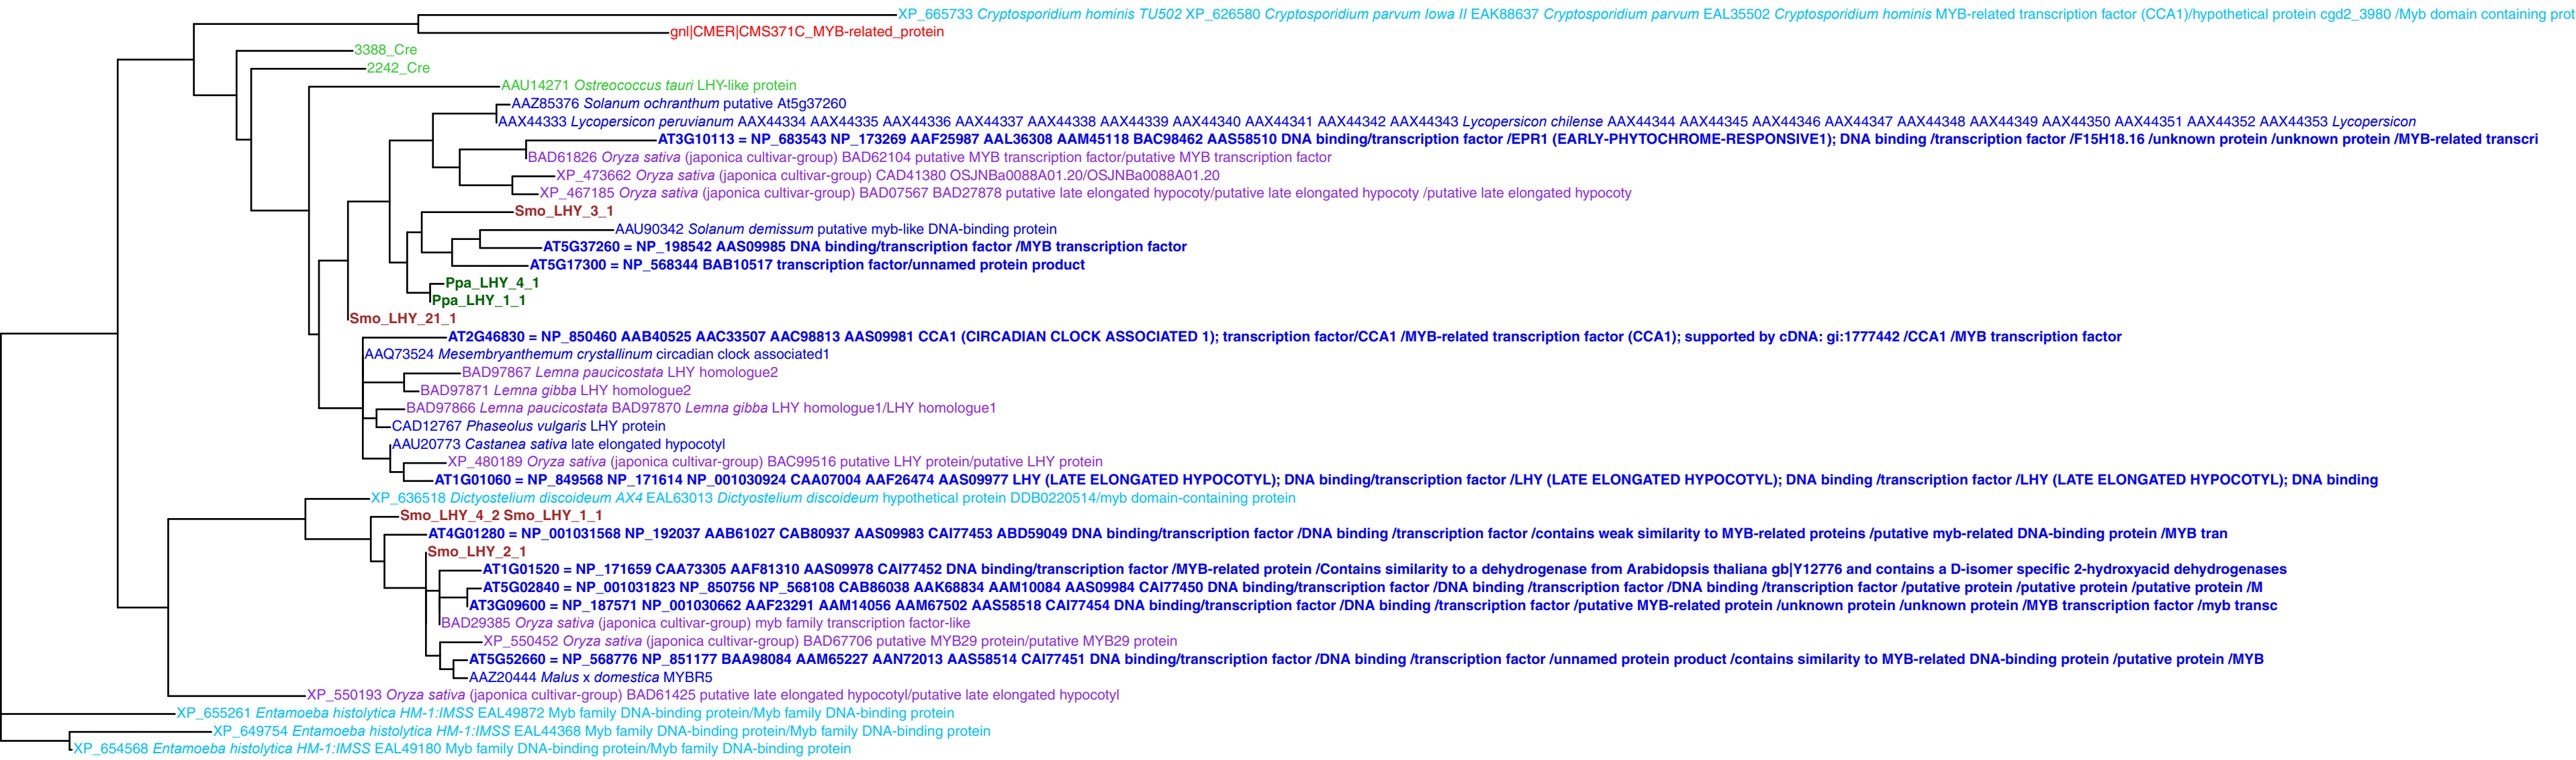 XP_665733 Cryptosporidium hominis TU502 XP_626580 Cryptosporidium parvum Iowa II EAK88637 Cryptosporidium parvum EAL35502 Cryptosporidium hominis MYB-related transcription factor (CCA1)/hypothetical protein cgd2_3980 /Myb domain containing prot
gnl|CMER|CMS371C_MYB-related_protein
3388_Cre
2242_Cre
AAU14271 Ostreococcus tauri LHY-like protein
AAZ85376 Solanum ochranthum putative At5g37260
AAX44333 Lycopersicon peruvianum AAX44334 AAX44335 AAX44336 AAX44337 AAX44338 AAX44339 AAX44340 AAX44341 AAX44342 AAX44343 Lycopersicon chilense AAX44344 AAX44345 AAX44346 AAX44347 AAX44348 AAX44349 AAX44350 AAX44351 AAX44352 AAX44353 Lycopersicon
AT3G10113 = NP_683543 NP_173269 AAF25987 AAL36308 AAM45118 BAC98462 AAS58510 DNA binding/transcription factor /EPR1 (EARLY-PHYTOCHROME-RESPONSIVE1); DNA binding /transcription factor /F15H18.16 /unknown protein /unknown protein /MYB-related transcri
BAD61826 Oryza sativa (japonica cultivar-group) BAD62104 putative MYB transcription factor/putative MYB transcription factor
XP_473662 Oryza sativa (japonica cultivar-group) CAD41380 OSJNBa0088A01.20/OSJNBa0088A01.20
XP_467185 Oryza sativa (japonica cultivar-group) BAD07567 BAD27878 putative late elongated hypocoty/putative late elongated hypocoty /putative late elongated hypocoty
Smo_LHY_3_1
AAU90342 Solanum demissum putative myb-like DNA-binding protein
AT5G37260 = NP_198542 AAS09985 DNA binding/transcription factor /MYB transcription factor
AT5G17300 = NP_568344 BAB10517 transcription factor/unnamed protein product
Ppa_LHY_4_1
Ppa_LHY_1_1
Smo_LHY_21_1
AT2G46830 = NP_850460 AAB40525 AAC33507 AAC98813 AAS09981 CCA1 (CIRCADIAN CLOCK ASSOCIATED 1); transcription factor/CCA1 /MYB-related transcription factor (CCA1); supported by cDNA: gi:1777442 /CCA1 /MYB transcription factor
AAQ73524 Mesembryanthemum crystallinum circadian clock associated1
BAD97867 Lemna paucicostata LHY homologue2
BAD97871 Lemna gibba LHY homologue2
BAD97866 Lemna paucicostata BAD97870 Lemna gibba LHY homologue1/LHY homologue1
CAD12767 Phaseolus vulgaris LHY protein
AAU20773 Castanea sativa late elongated hypocotyl
XP_480189 Oryza sativa (japonica cultivar-group) BAC99516 putative LHY protein/putative LHY protein
AT1G01060 = NP_849568 NP_171614 NP_001030924 CAA07004 AAF26474 AAS09977 LHY (LATE ELONGATED HYPOCOTYL); DNA binding/transcription factor /LHY (LATE ELONGATED HYPOCOTYL); DNA binding /transcription factor /LHY (LATE ELONGATED HYPOCOTYL); DNA binding
XP_636518 Dictyostelium discoideum AX4 EAL63013 Dictyostelium discoideum hypothetical protein DDB0220514/myb domain-containing protein
Smo_LHY_4_2 Smo_LHY_1_1
AT4G01280 = NP_001031568 NP_192037 AAB61027 CAB80937 AAS09983 CAI77453 ABD59049 DNA binding/transcription factor /DNA binding /transcription factor /contains weak similarity to MYB-related proteins /putative myb-related DNA-binding protein /MYB tran
Smo_LHY_2_1
AT1G01520 = NP_171659 CAA73305 AAF81310 AAS09978 CAI77452 DNA binding/transcription factor /MYB-related protein /Contains similarity to a dehydrogenase from Arabidopsis thaliana gb|Y12776 and contains a D-isomer specific 2-hydroxyacid dehydrogenases
AT5G02840 = NP_001031823 NP_850756 NP_568108 CAB86038 AAK68834 AAM10084 AAS09984 CAI77450 DNA binding/transcription factor /DNA binding /transcription factor /DNA binding /transcription factor /putative protein /putative protein /putative protein /M
AT3G09600 = NP_187571 NP_001030662 AAF23291 AAM14056 AAM67502 AAS58518 CAI77454 DNA binding/transcription factor /DNA binding /transcription factor /putative MYB-related protein /unknown protein /unknown protein /MYB transcription factor /myb transc
BAD29385 Oryza sativa (japonica cultivar-group) myb family transcription factor-like
XP_550452 Oryza sativa (japonica cultivar-group) BAD67706 putative MYB29 protein/putative MYB29 protein
AT5G52660 = NP_568776 NP_851177 BAA98084 AAM65227 AAN72013 AAS58514 CAI77451 DNA binding/transcription factor /DNA binding /transcription factor /unnamed protein product /contains similarity to MYB-related DNA-binding protein /putative protein /MYB
AAZ20444 Malus x domestica MYBR5
XP_550193 Oryza sativa (japonica cultivar-group) BAD61425 putative late elongated hypocotyl/putative late elongated hypocotyl
XP_655261 Entamoeba histolytica HM-1:IMSS EAL49872 Myb family DNA-binding protein/Myb family DNA-binding protein
XP_649754 Entamoeba histolytica HM-1:IMSS EAL44368 Myb family DNA-binding protein/Myb family DNA-binding protein
XP_654568 Entamoeba histolytica HM-1:IMSS EAL49180 Myb family DNA-binding protein/Myb family DNA-binding protein